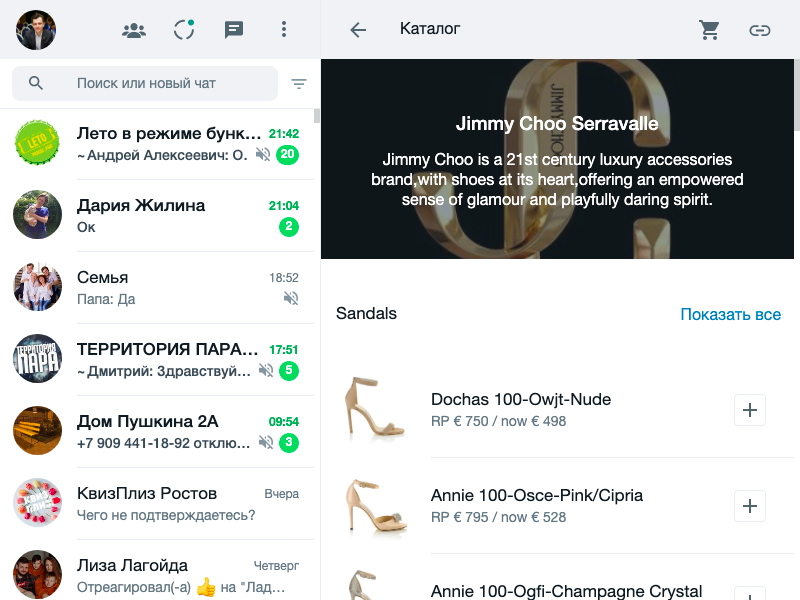 Каталог
Поиск или новый чат
Лето в режиме бунк...
21:42
~Андрей Алексеевич: О.
20
Дария Жилина
21:04
Ок
2
Семья
18:52
Папа: Да
ТЕРРИТОРИЯ ПАРА...
17:51
~Дмитрий: Здравствуй...
5
Дом Пушкина 2А
09:54
+7 909 441-18-92 отклю...
3
КвизПлиз Ростов
Вчера
Чего не подтверждаетесь?
Лиза Лагойда
Четверг
Отреагировал(-а) 👍 на "Лад...
ЛЕТО
ТЕРРИТОРИЯ
ПАРА
JIMMY CHOO
Jimmy Choo Serravalle
Jimmy Choo is a 21st century luxury accessories
brand,with shoes at its heart,offering an empowered
sense of glamour and playfully daring spirit.
Sandals
Показать все
Dochas 100-Owjt-Nude
RP € 750 / now € 498
Annie 100-Osce-Pink/Cipria
RP € 795 / now € 528
Annie 100-Ogfi-Champagne Crystal